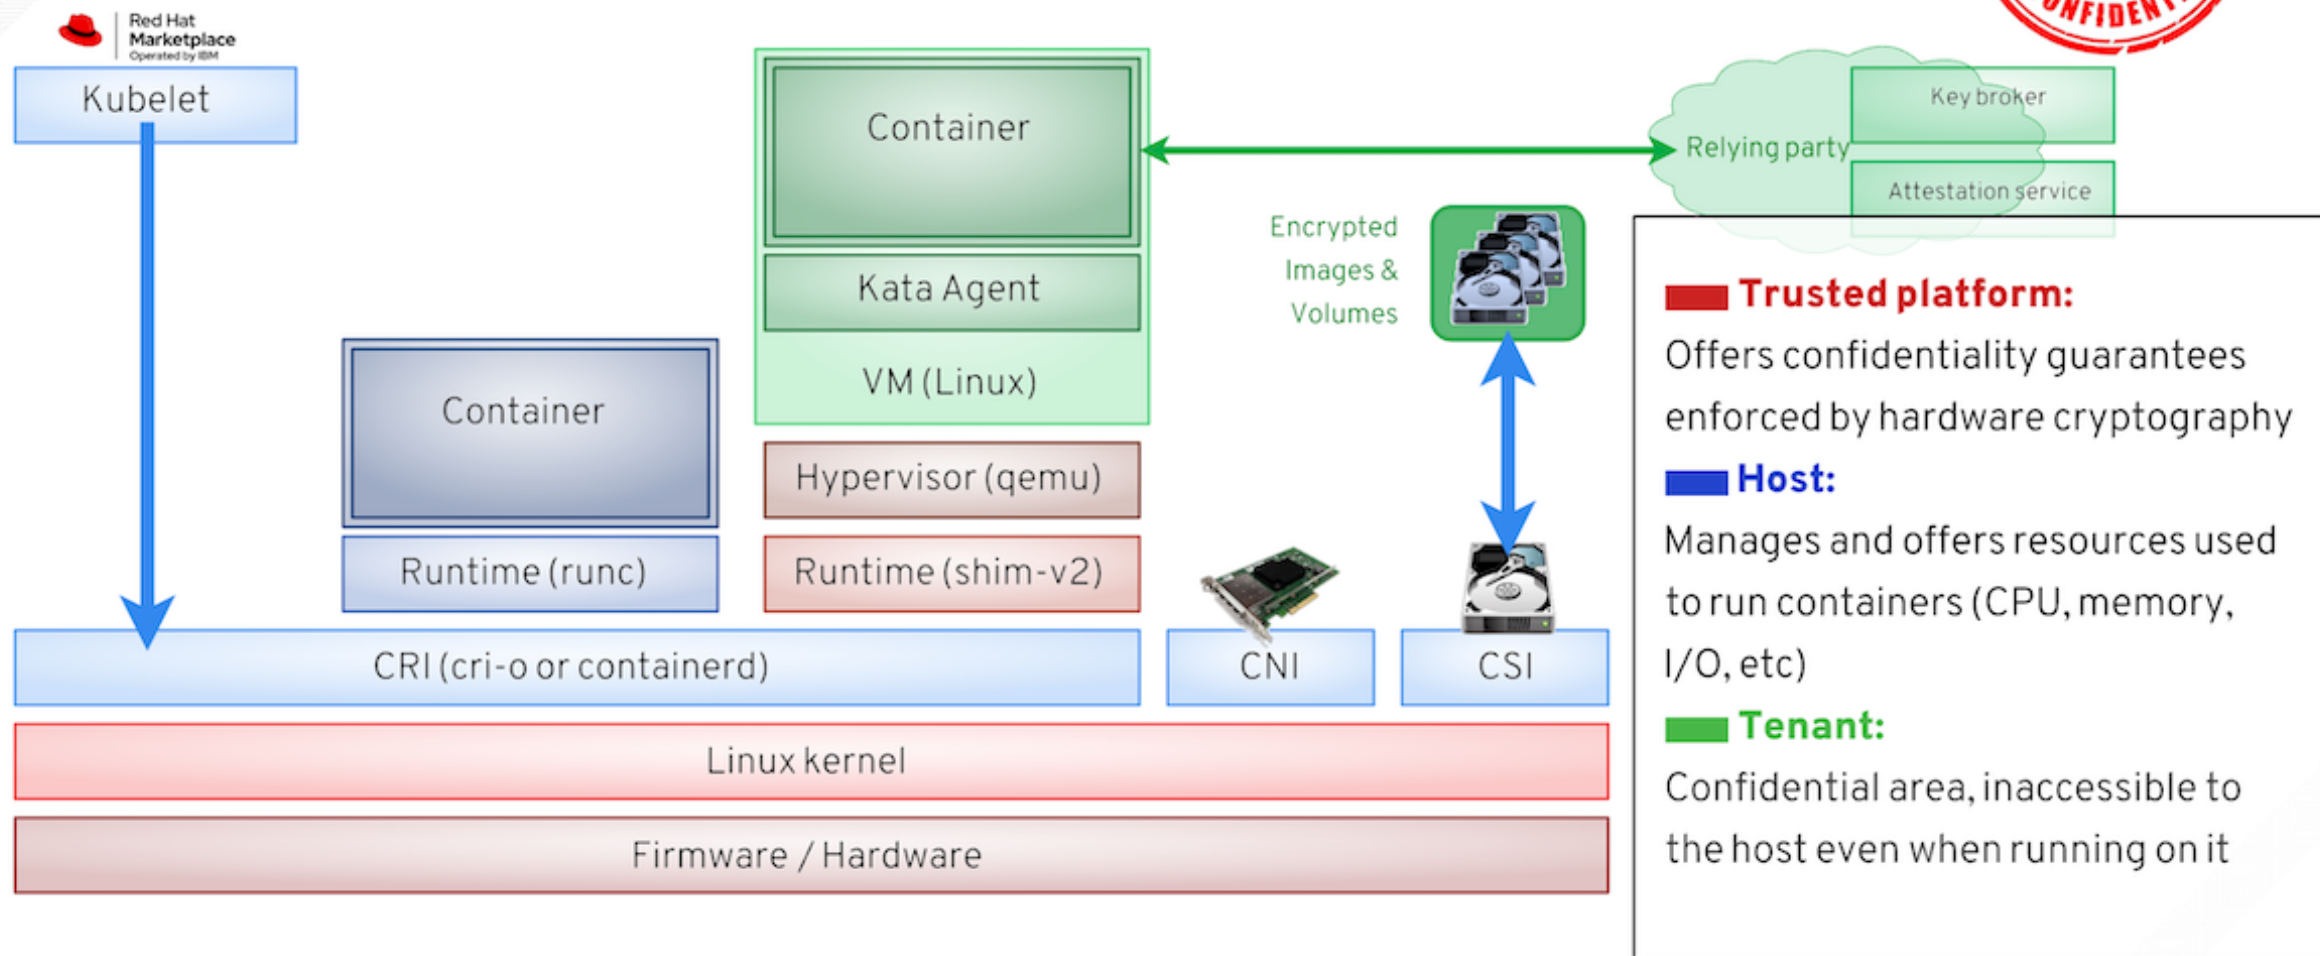 Red Hat
Marketplace
Operated by IBM
Kubelet
Container
Kata Agent
VM (Linux)
Hypervisor (qemu)
Runtime (shim-v2)
Container
Runtime (runc)
CRI (cri-o or containerd)
CNI
CSI
Linux kernel
Firmware / Hardware
Encrypted
Images &
Volumes
Relying party
Key broker
Attestation service
Trusted platform:
Offers confidentiality guarantees
enforced by hardware cryptography
Host:
Manages and offers resources used
to run containers (CPU, memory,
I/O, etc)
Tenant:
Confidential area, inaccessible to
the host even when running on it